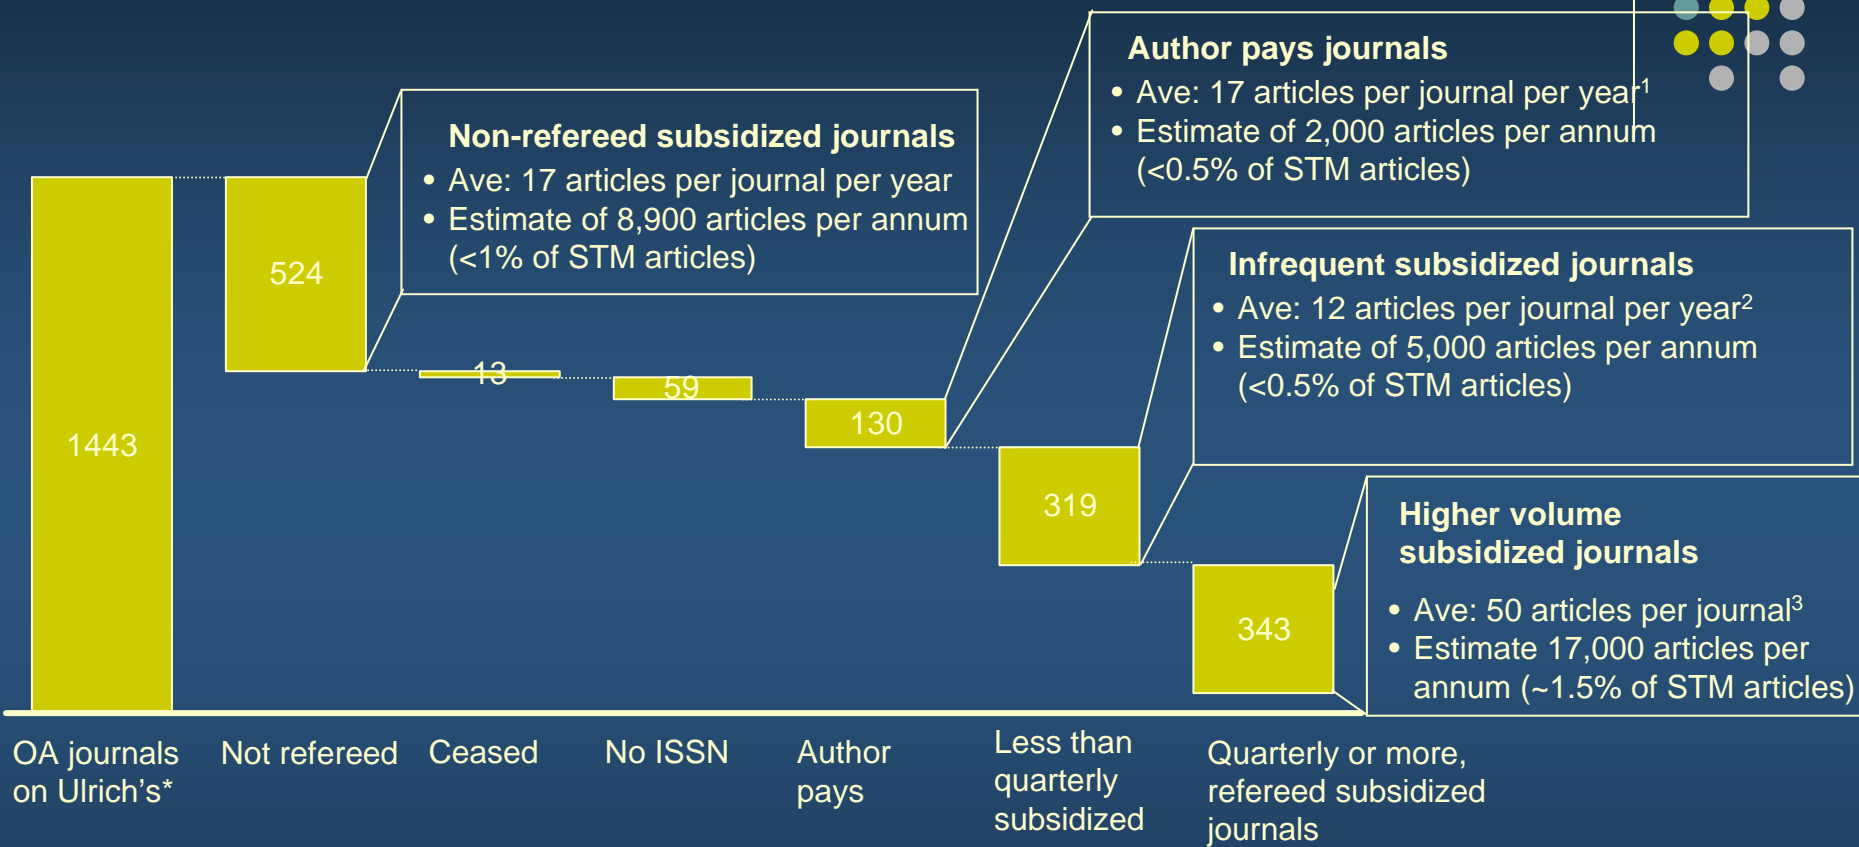 Author pays journals
• Ave: 17 articles per journal per year¹
• Estimate of 2,000 articles per annum
(<0.5% of STM articles)
Non-refereed subsidized journals
• Ave: 17 articles per journal per year
• Estimate of 8,900 articles per annum
(<1% of STM articles)
Infrequent subsidized journals
• Ave: 12 articles per journal per year²
• Estimate of 5,000 articles per annum
(<0.5% of STM articles)
Higher volume
subsidized journals
• Ave: 50 articles per journal³
• Estimate 17,000 articles per
annum (~1.5% of STM articles)
1443
524
13
59
130
319
343
OA journals
on Ulrich's*
Not refereed
Ceased
No ISSN
Author
pays
Less than
quarterly
subsidized
Quarterly or more,
refereed subsidized
journals